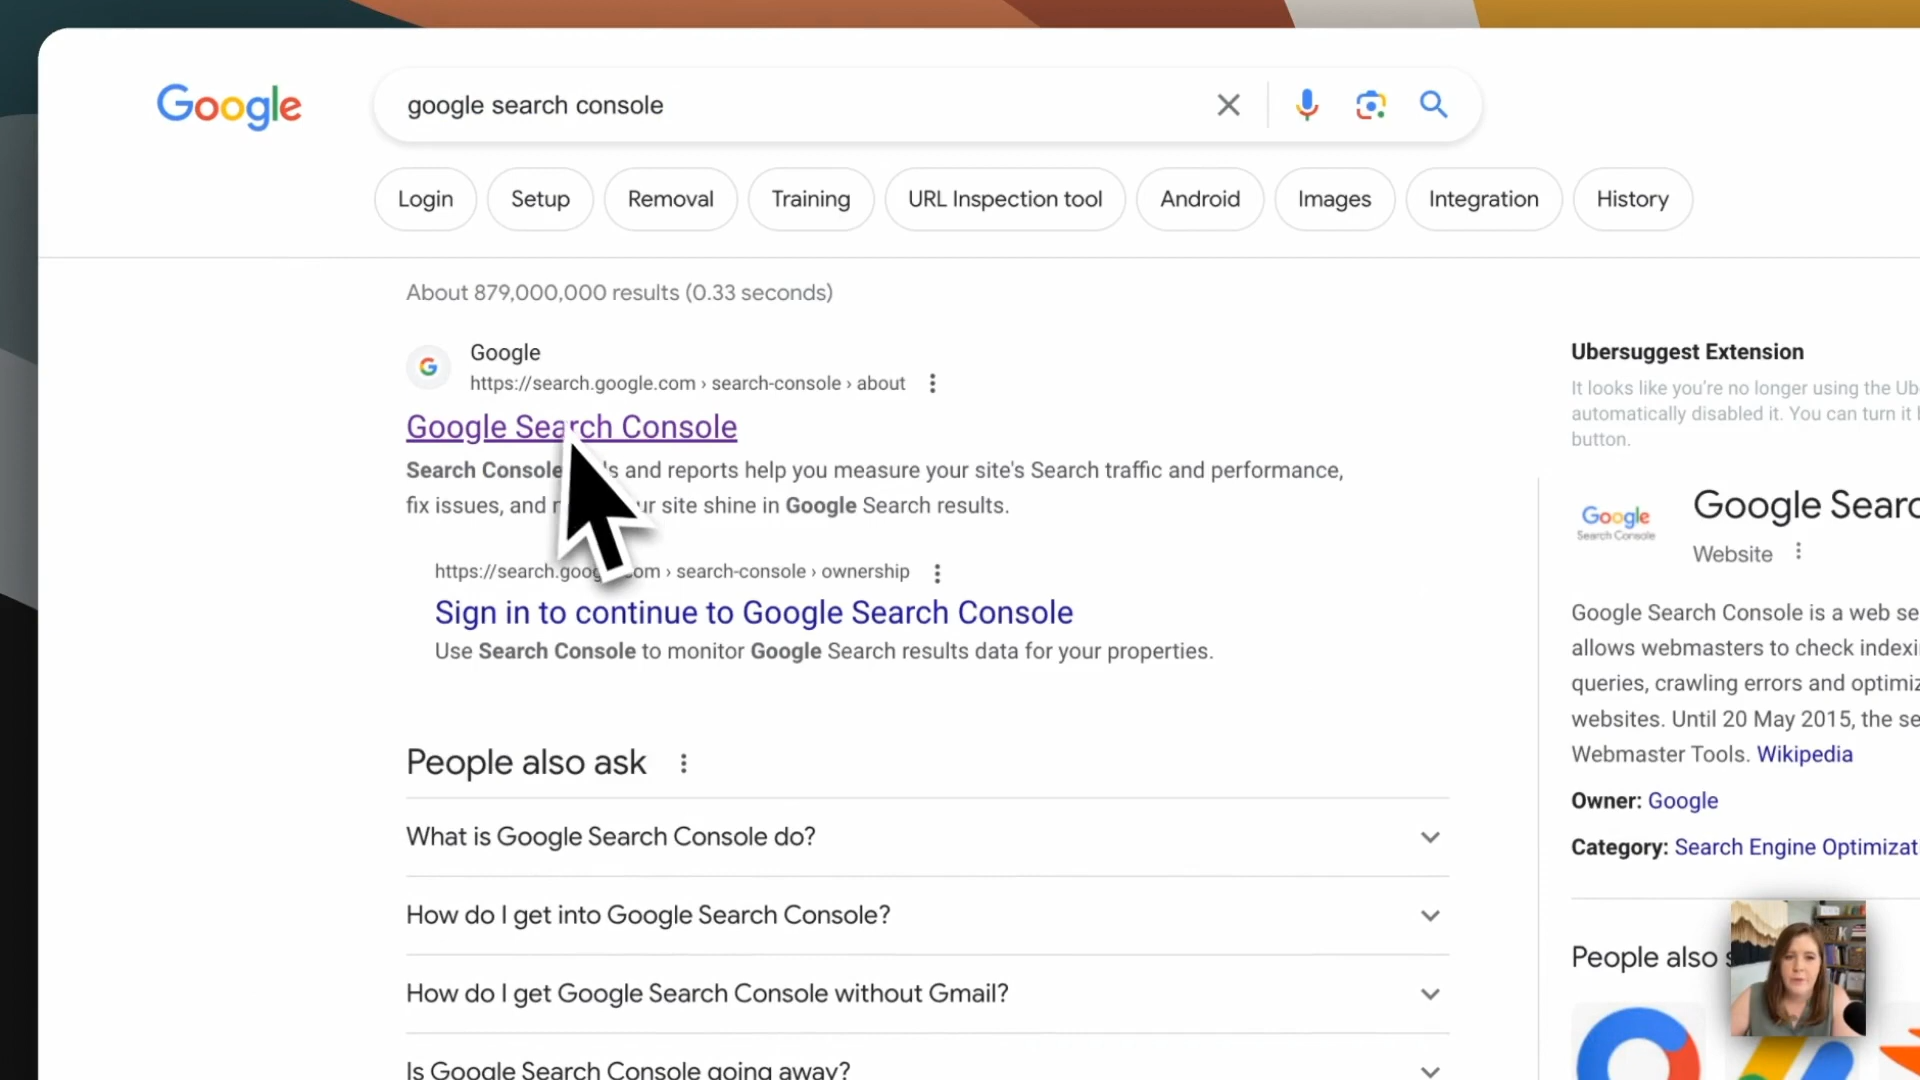 Google
google search console
Login
Setup
Removal
Training
URL Inspection tool
Android
Images
Integration
History
About 879,000,000 results (0.33 seconds)
Google
https://search.google.com › search-console › about
Google Search Console
Search Console and reports help you measure your site's Search traffic and performance,
fix issues, and site shine in Google Search results.
https://search.goog › search-console › ownership
Sign in to continue to Google Search Console
Use Search Console to monitor Google Search results data for your properties.
People also ask
What is Google Search Console do?
How do I get into Google Search Console?
How do I get Google Search Console without Gmail?
Is Google Search Console going away?
Ubersuggest Extension
It looks like you're no longer using the Ub
automatically disabled it. You can turn it
button.
Google
Search Console
Google Searc
Website
Google Search Console is a web se
allows webmasters to check indexi
queries, crawling errors and optimiz
websites. Until 20 May 2015, the se
Webmaster Tools. Wikipedia
Owner: Google
Category: Search Engine Optimizat
People also